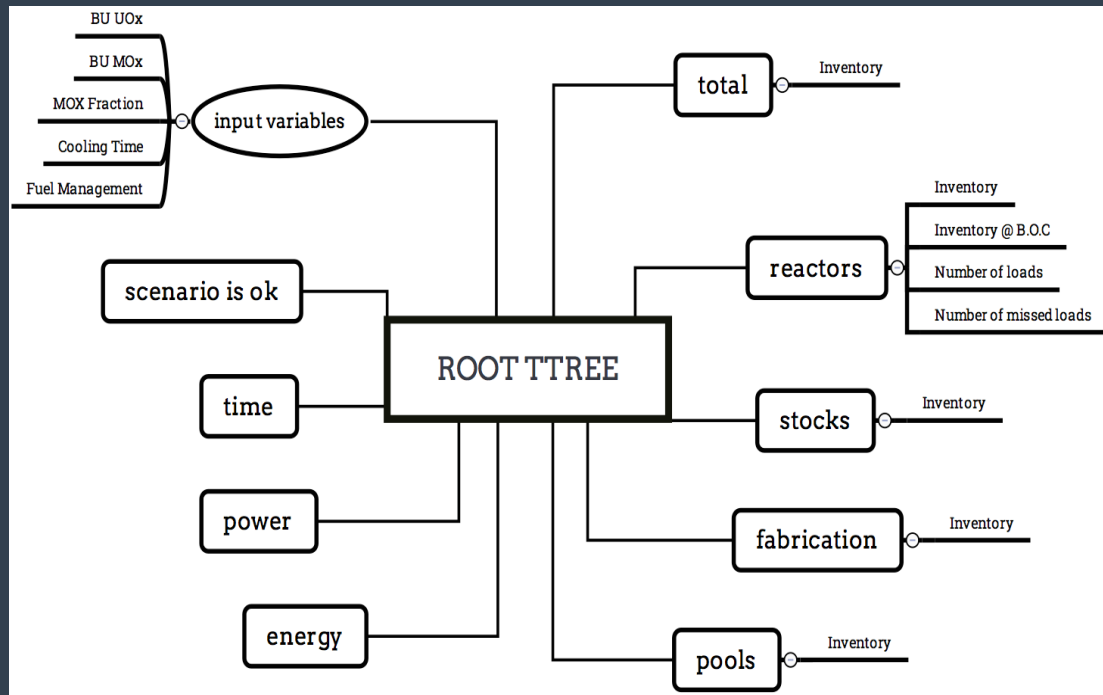 BU UOx
BU MOx
MOX Fraction
Cooling Time
Fuel Management
input variables
scenario is ok
time
power
energy
ROOT TTREE
total
Inventory
reactors
Inventory
Inventory @ B.O.C
Number of loads
Number of missed loads
stocks
Inventory
fabrication
Inventory
pools
Inventory